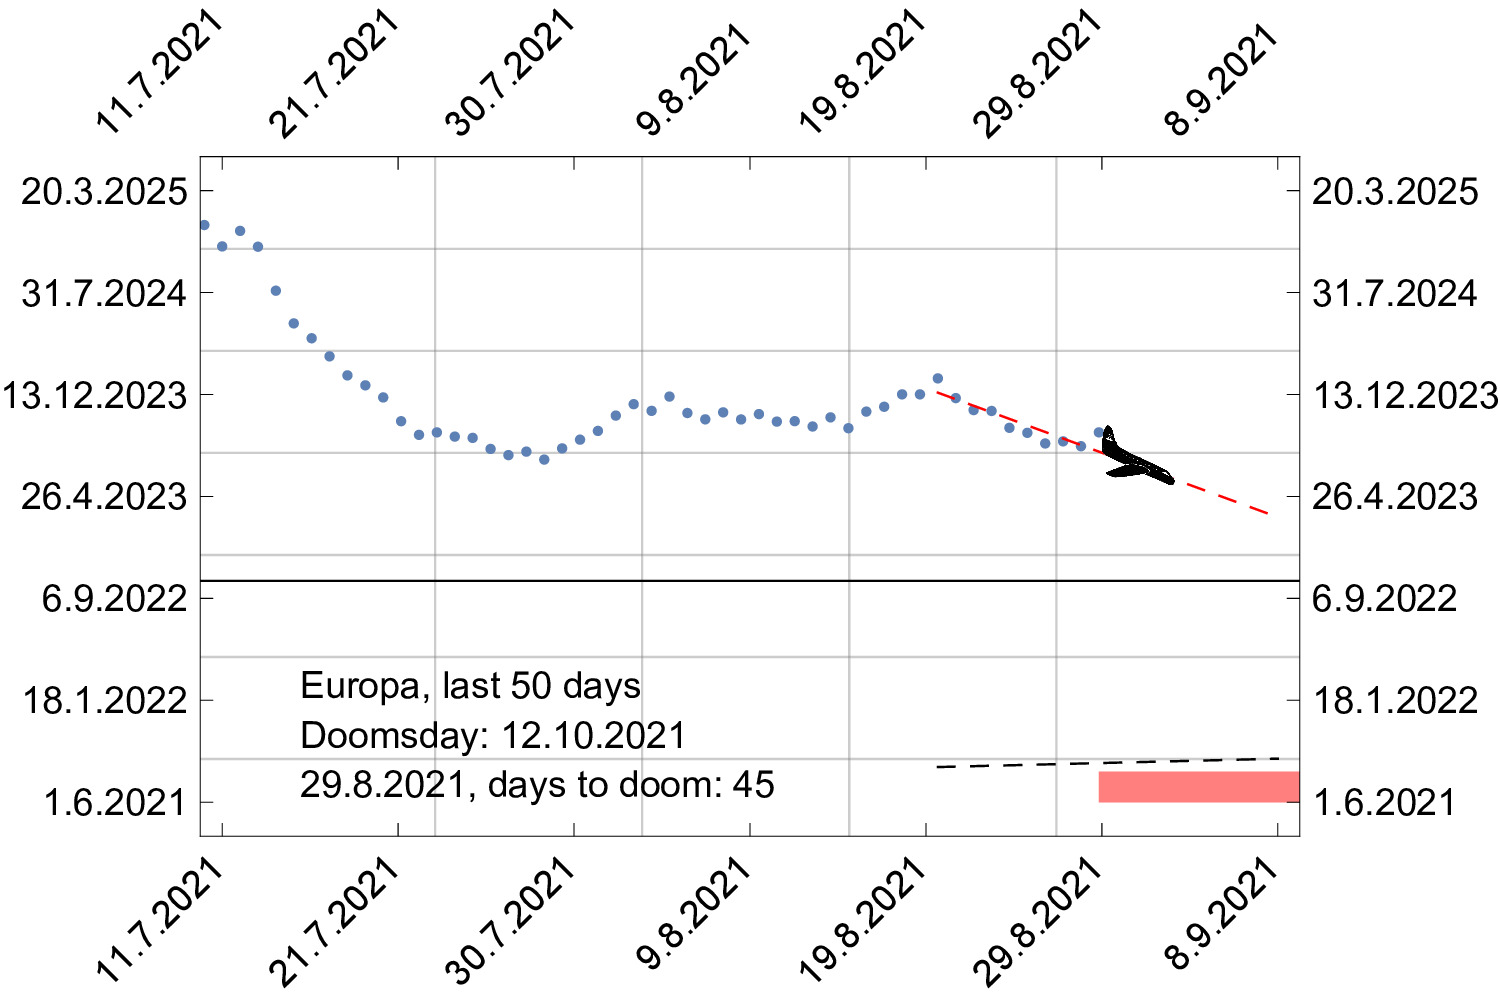 11.7.2021 21.7.2021 30.7.2021 9.8.2021 19.8.2021 29.8.2021 8.9.2021
20.3.2025 20.3.2025
31.7.2024 31.7.2024
13.12.2023 13.12.2023
26.4.2023 26.4.2023
6.9.2022 6.9.2022
Europa, last 50 days
18.1.2022 18.1.2022
Doomsday: 12.10.2021
29.8.2021, days to doom: 45
1.6.2021 1.6.2021
11.7.2021 21.7.2021 30.7.2021 9.8.2021 19.8.2021 29.8.2021 8.9.2021